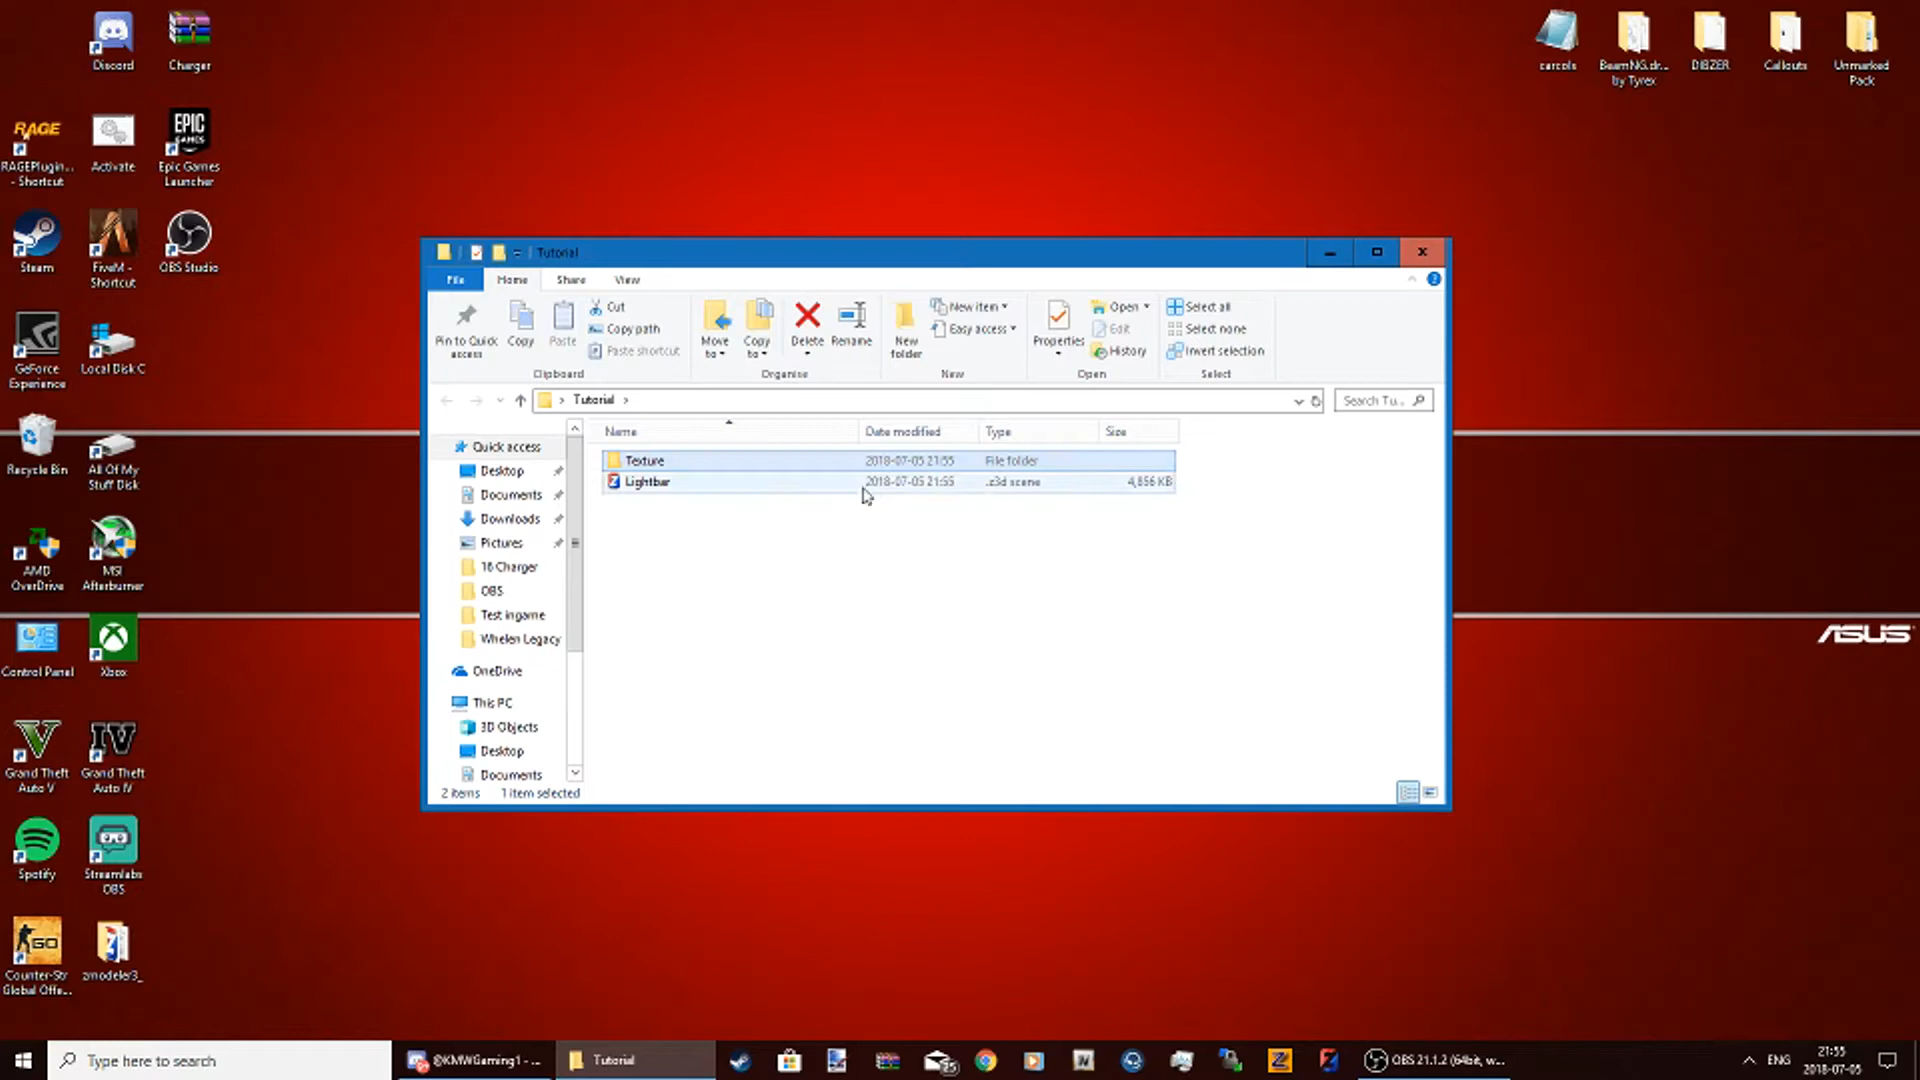 Discord
Charger
carcols
BeamNG.dr...
by Tyrex
DIBZER
Callouts
Unmarked
Pack
RAGE
RAGEPlugin...
- Shortcut
Activate
EPIC
GAMES
Epic Games
Launcher
Steam
FiveM -
Shortcut
OBS Studio
GeForce
Experience
Local Disk C
Recycle Bin
All Of My
Stuff Disk
AMD
OverDrive
MSI
Afterburner
Control Panel
Xbox
Grand Theft
Auto V
IV
Grand Theft
Auto IV
Spotify
Streamlabs
OBS
GO
Counter-Str
Global Offe...
zmodeler3_
ASUS
Tutorial
File Home Share View
Pin to Quick
access
Copy
Paste
Cut
Copy path
Paste shortcut
Clipboard
Move
to
Copy
to
Delete
Rename
Organise
New
folder
New item
Easy access
New
Properties
Open
Edit
History
Open
Select all
Select none
Invert selection
Select
Tutorial
Search Tu...
Name Date modified Type Size
Texture 2018-07-05 21:55 File folder
Lightbar 2018-07-05 21:55 .z3d scene 4,856 KB
Quick access
Desktop
Documents
Downloads
Pictures
16 Charger
OBS
Test ingame
Whelen Legacy
OneDrive
This PC
3D Objects
Desktop
Documents
2 items 1 item selected
Type here to search
@KMWGaming1 - ...
Tutorial
25
OBS 21.1.2 (64bit, w...
ENG
21:55
2018-07-05